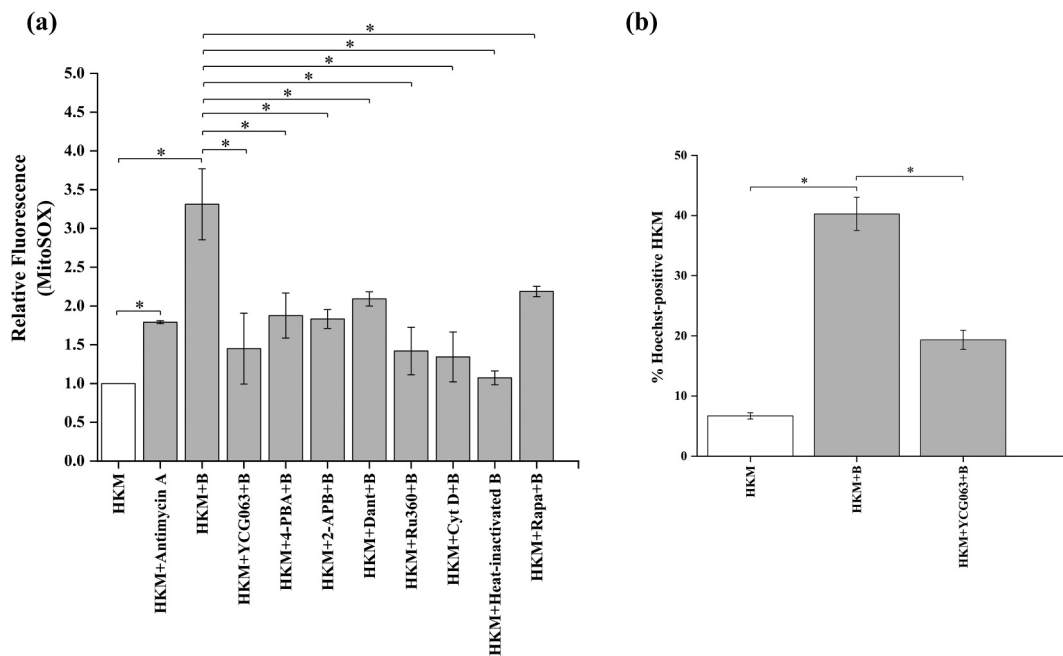 (a)
*
*
*
*
*
*
*
*
*
*
5.0
4.5
4.0
3.5
3.0
2.5
2.0
1.5
1.0
0.5
0.0
Relative Fluorescence
(MitoSOX)
HKM
HKM+Antimycin A
HKM+B
HKM+YCG063+B
HKM+4-PBA+B
HKM+2-APB+B
HKM+Dant+B
HKM+Ru360+B
HKM+Cyt D+B
HKM+Heat-inactivated B
HKM+Rapa+B
(b)
*
*
50
40
30
20
10
0
% Hoechst-positive HKM
HKM
HKM+B
HKM+YCG063+B